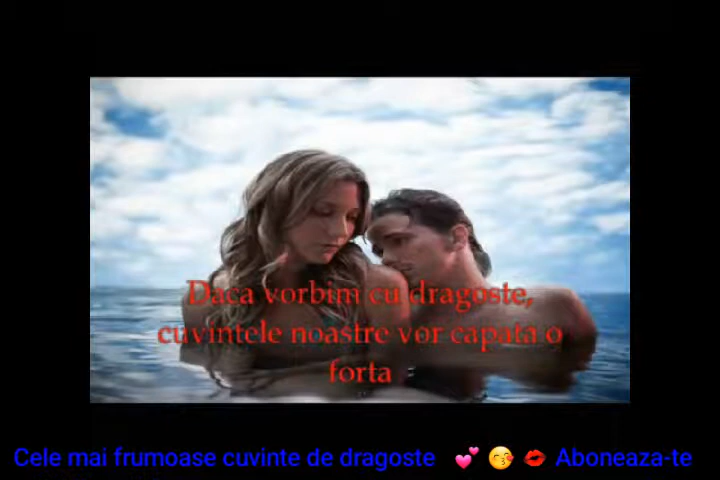 Daca vorbim cu dragoste,
cuvintele noastre vor capata o
forta
Cele mai frumoase cuvinte de dragoste 💕 😙 💋 Aboneaza-te